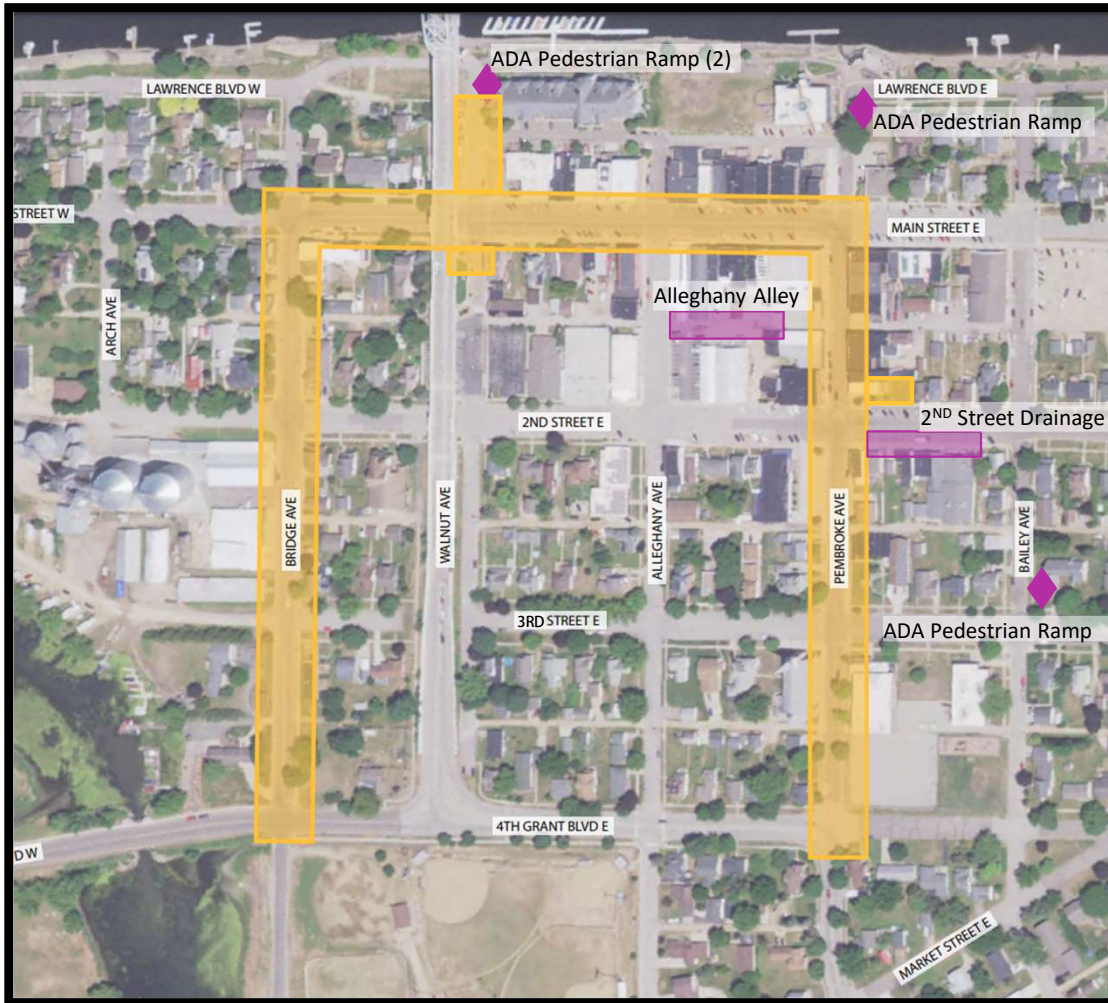 ADA Pedestrian Ramp (2)
LAWRENCE BLVD W
LAWRENCE BLVD E
ADA Pedestrian Ramp
STREET W
MAIN STREET E
Alleghany Alley
ARCH AVE
2ND STREET E
2ND Street Drainage
BRIDGE AVE
WALNUT AVE
ALLEGHANY AVE
PEMBROKE AVE
BAILEY AVE
3RD STREET E
ADA Pedestrian Ramp
4TH GRANT BLVD E
D W
MARKET STREET E